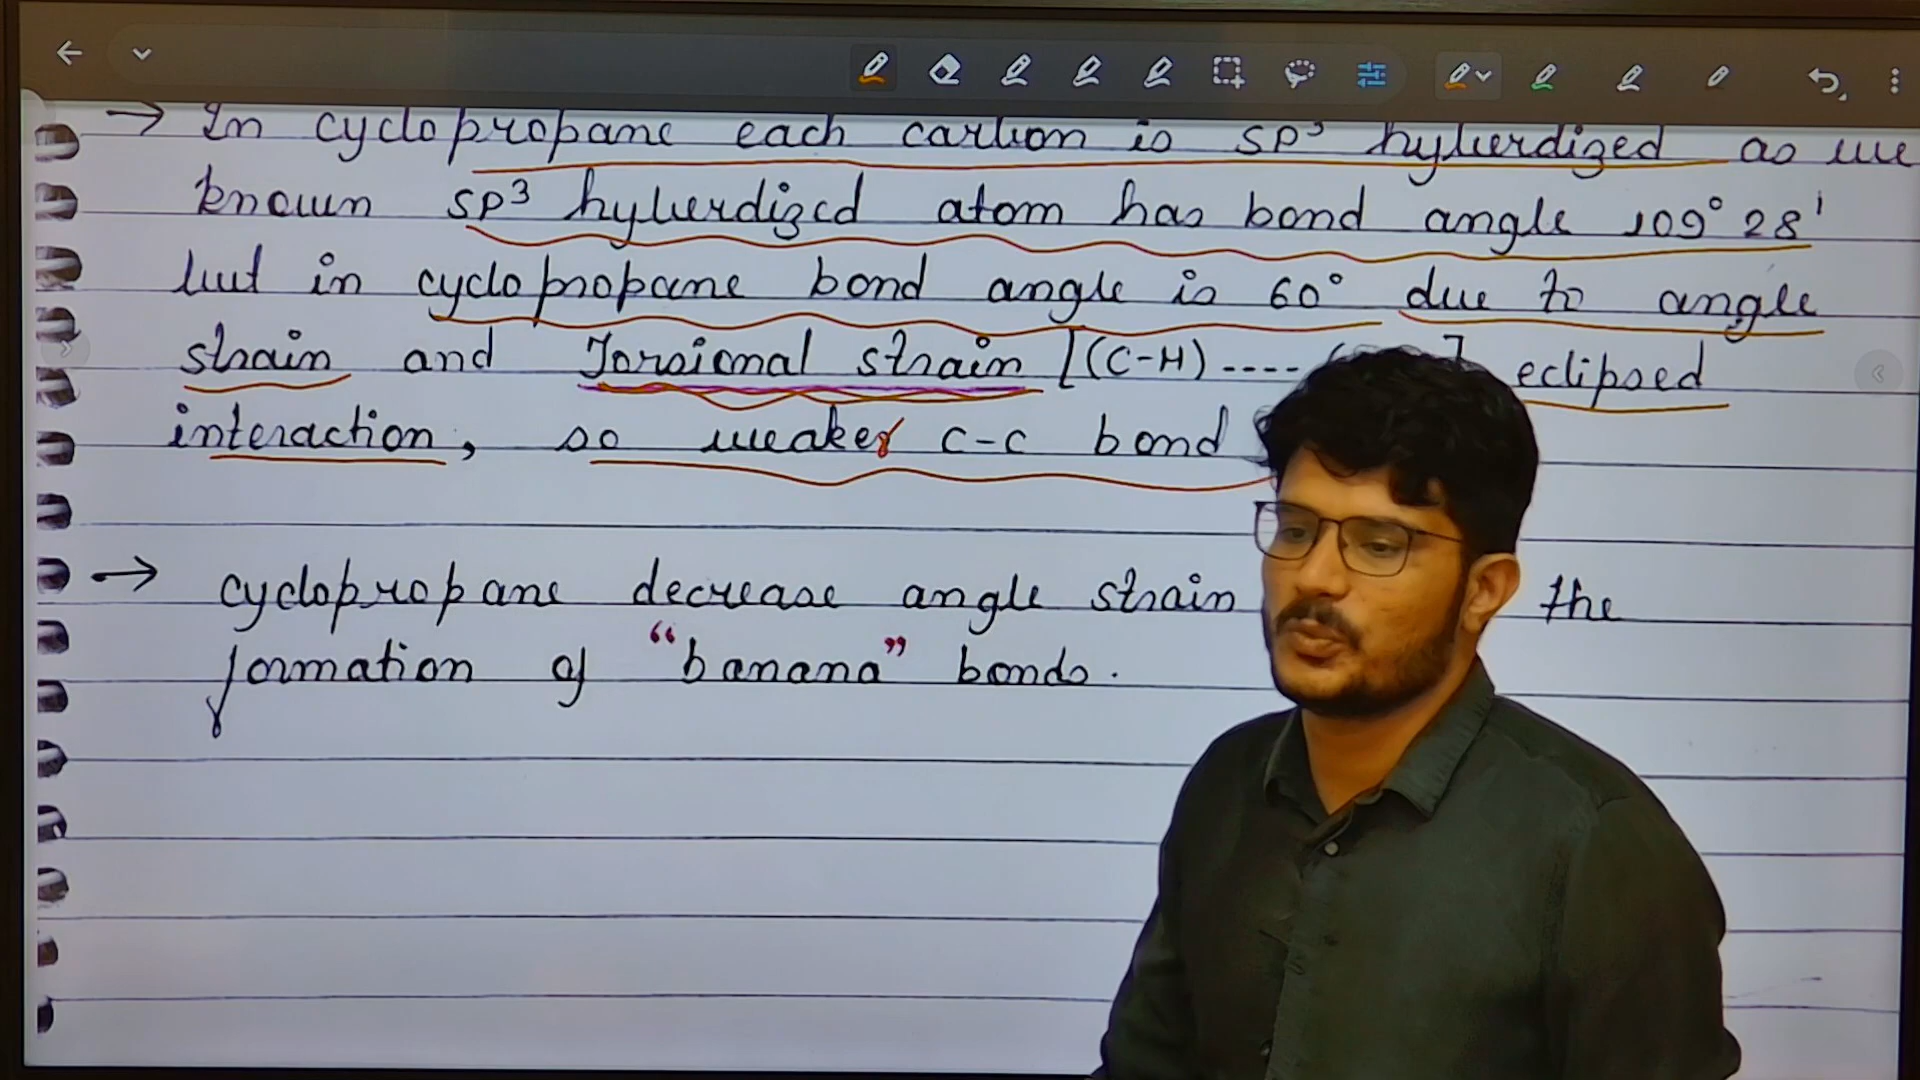 → In cyclopropane each carbon is sp³ hyberdized as we
known sp³ hyberdized atom has bond angle 109° 28'
but in cyclopropane bond angle is 60° due to angle
strain and Torsional strain [(C-H) ---- ] eclipsed
interaction, so weaker C-C bond
→ cyclopropane decrease angle strain the
formation of “banana” bonds.